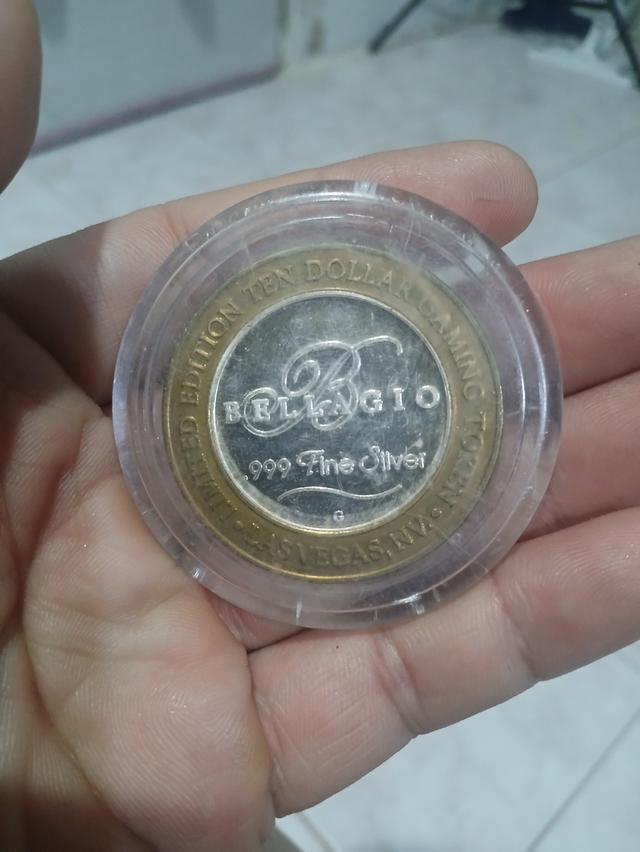 LIMITED EDITION TEN DOLLAR GAMING TOKEN
B
BELLAGIO
.999 Fine Silver
G
• LAS VEGAS, NV. •